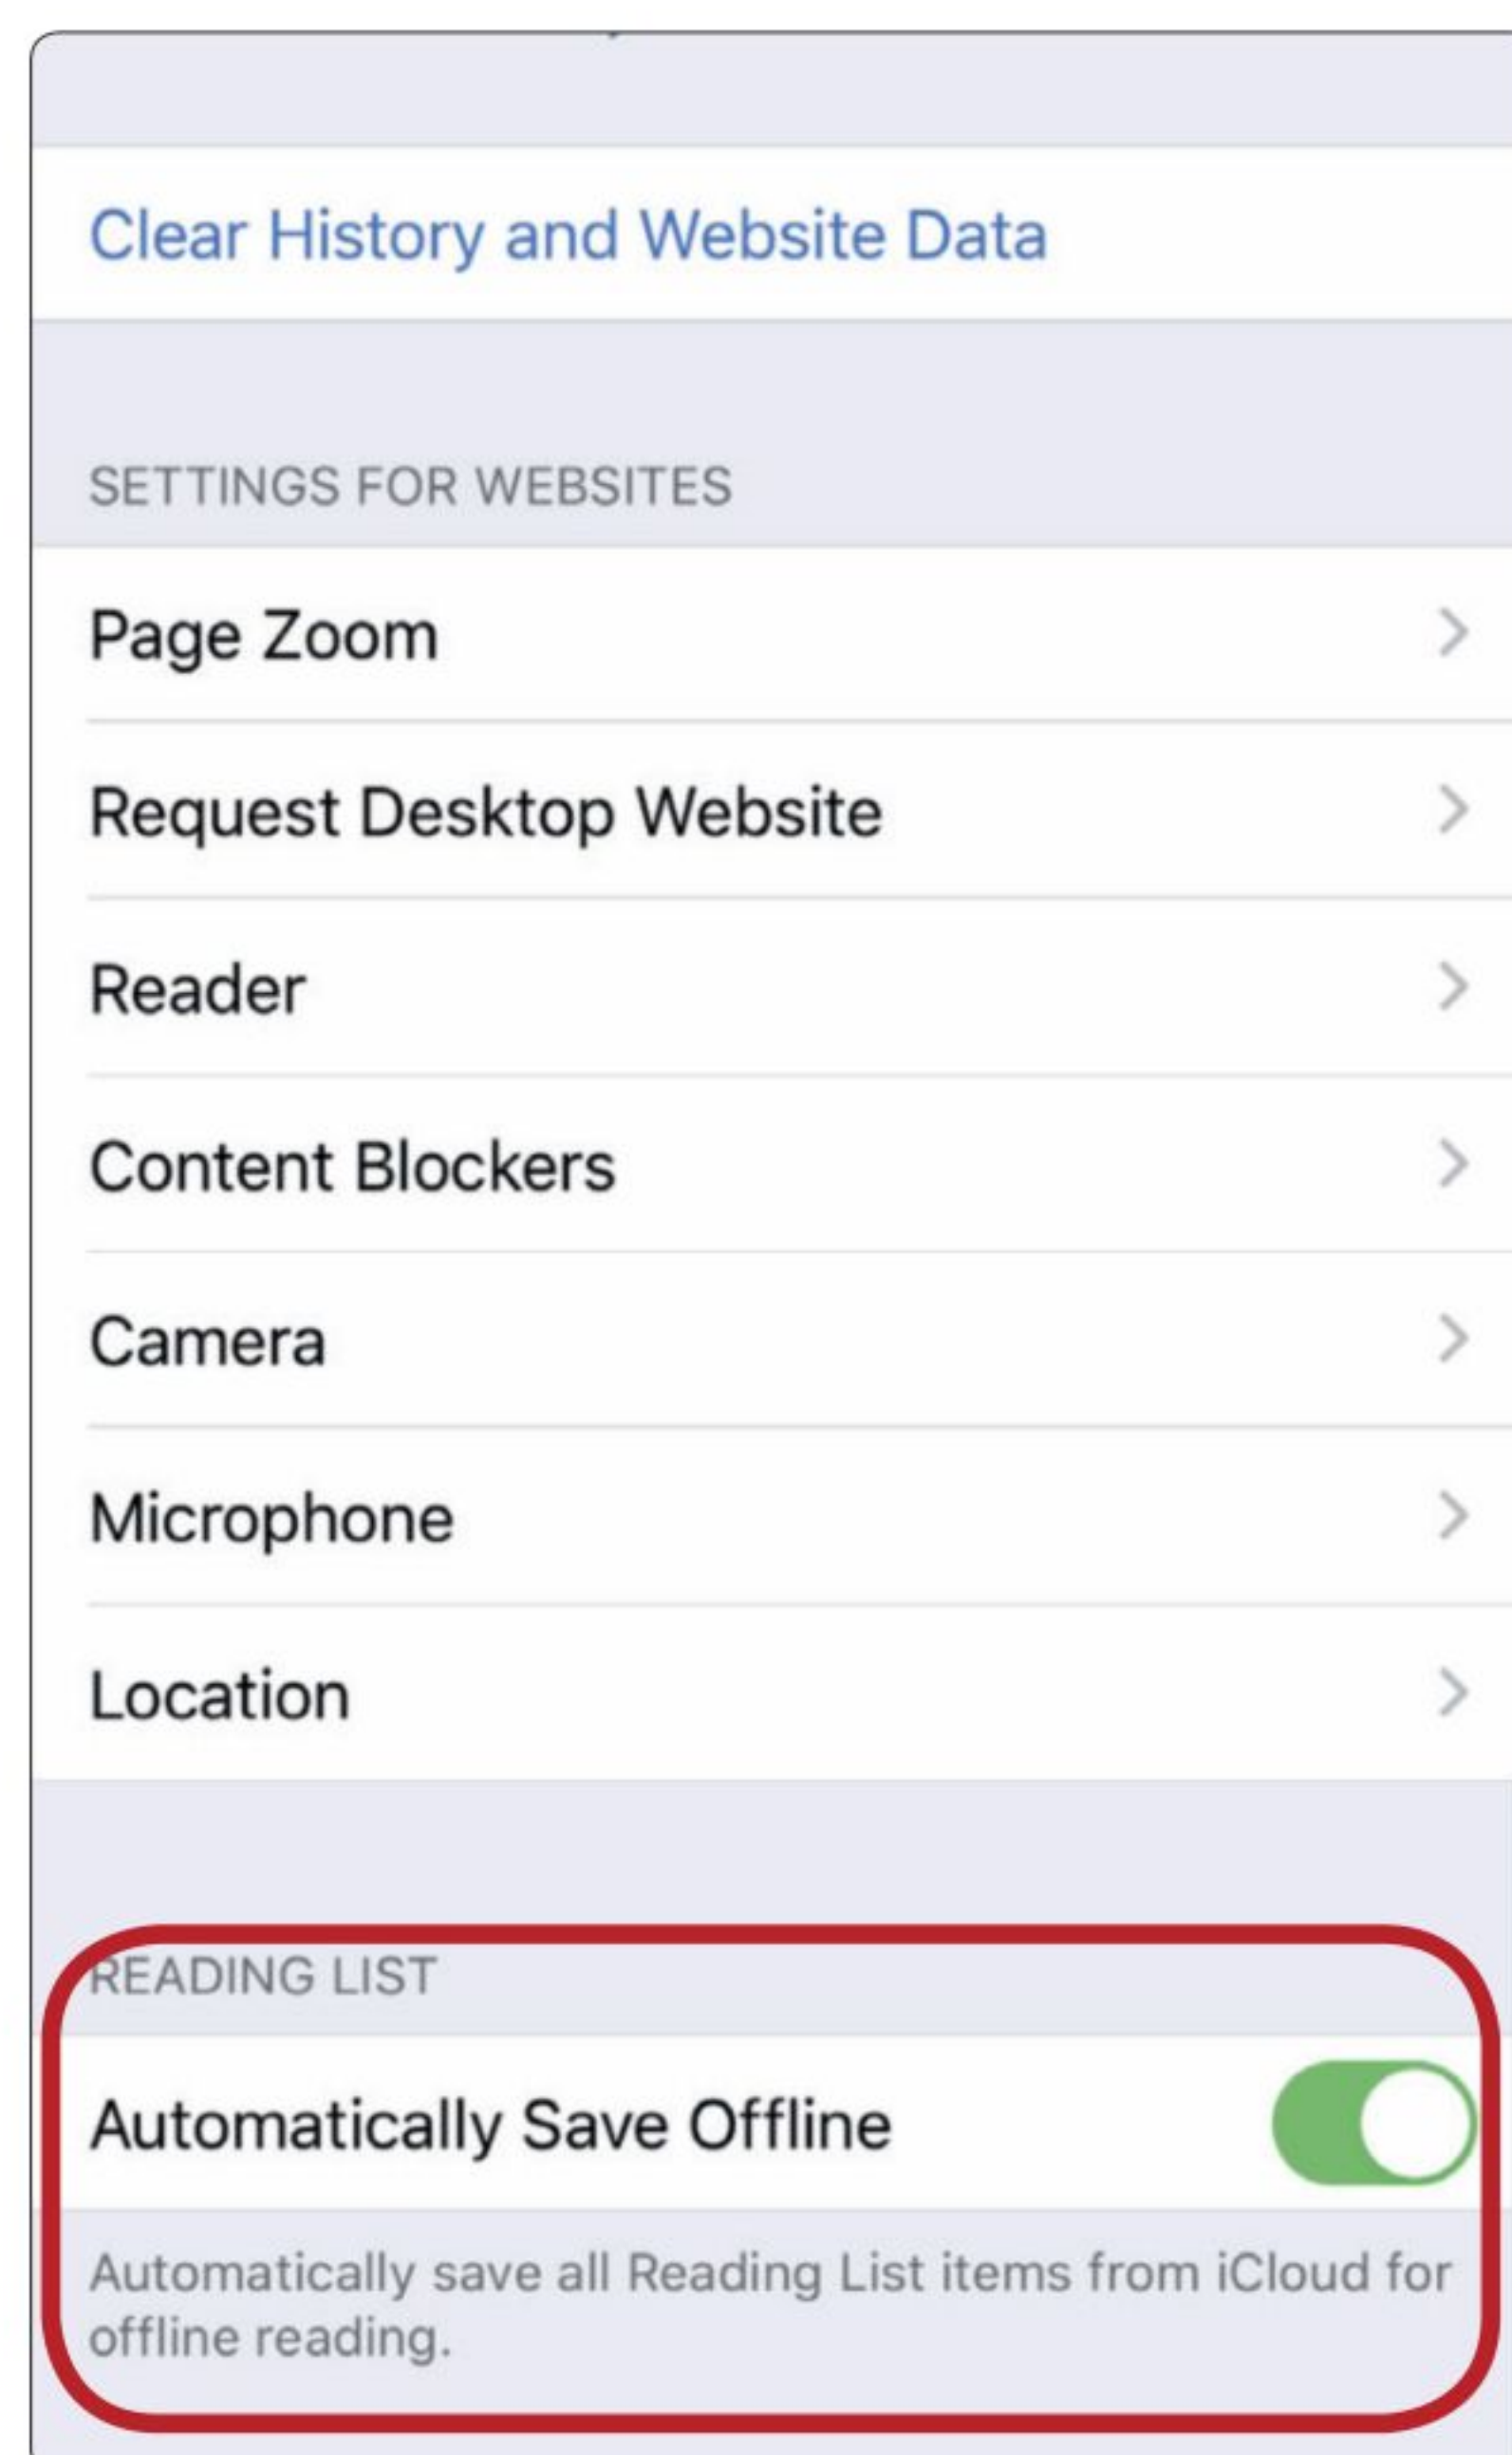 Clear History and Website Data
SETTINGS FOR WEBSITES
Page Zoom
Request Desktop Website
Reader
Content Blockers
Camera
Microphone
Location
READING LIST
Automatically Save Offline
Automatically save all Reading List items from iCloud for
offline reading.